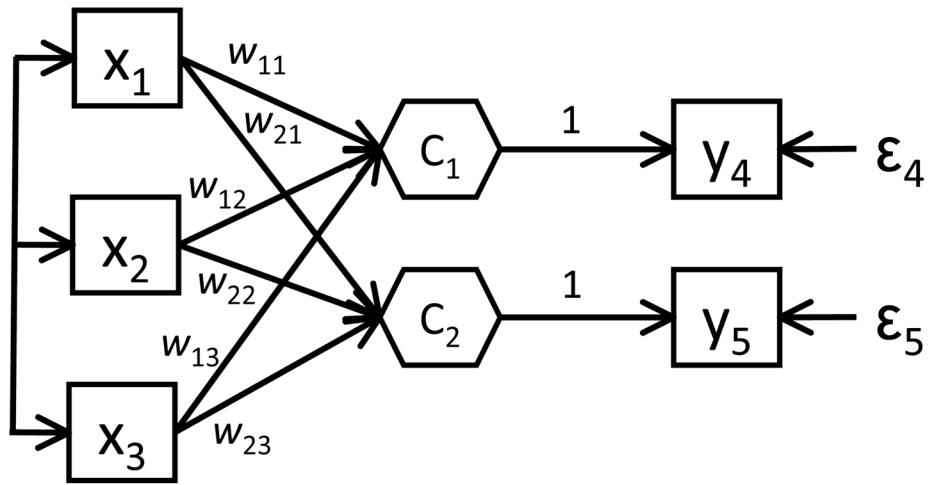 x₁
w₁₁
w₂₁
C₁
1
y₄
ε₄
w₁₂
x₂
w₂₂
C₂
1
y₅
ε₅
w₁₃
x₃
w₂₃